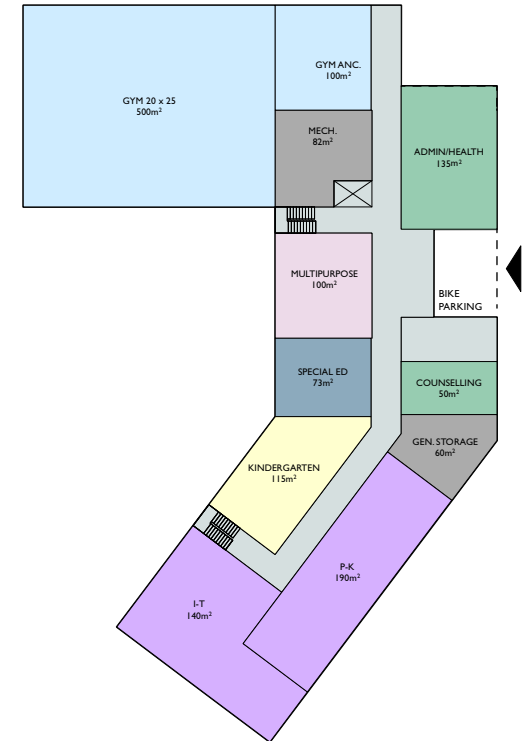 GYM ANC.
100m²
GYM 20 x 25
500m²
MECH.
82m²
ADMIN/HEALTH
135m²
MULTIPURPOSE
100m²
BIKE
PARKING
SPECIAL ED
73m²
COUNSELLING
50m²
GEN. STORAGE
60m²
KINDERGARTEN
115m²
P-K
190m²
I-T
140m²